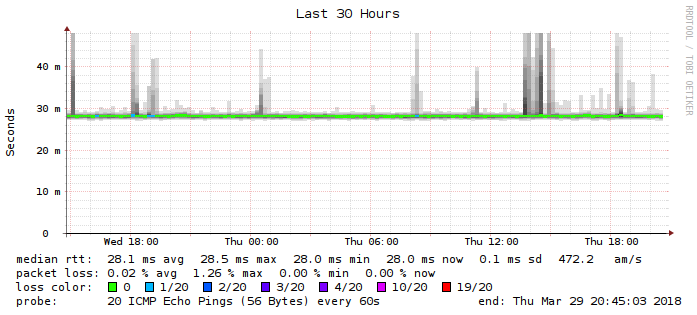 Last 30 Hours
RRDTOOL / TOBI OETIKER
Seconds
40 m
30 m
20 m
10 m
0
Wed 18:00 Thu 00:00 Thu 06:00 Thu 12:00 Thu 18:00
median rtt: 28.1 ms avg 28.5 ms max 28.0 ms min 28.0 ms now 0.1 ms sd 472.2 am/s
packet loss: 0.02 % avg 1.26 % max 0.00 % min 0.00 % now
loss color: 0 1/20 2/20 3/20 4/20 10/20 19/20
probe: 20 ICMP Echo Pings (56 Bytes) every 60s end: Thu Mar 29 20:45:03 2018